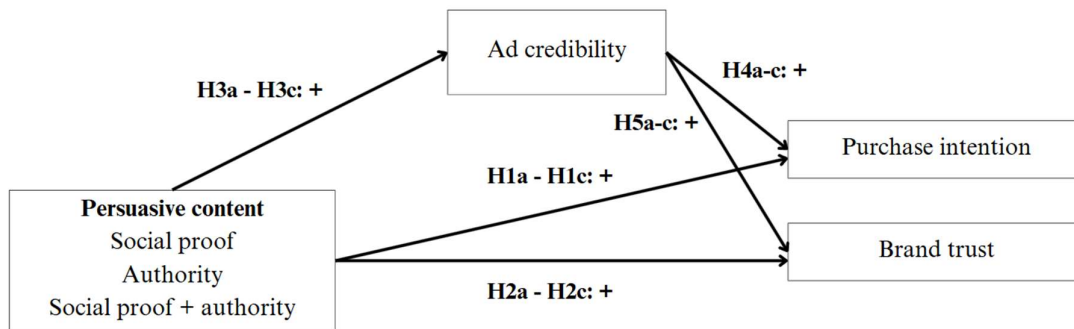 Ad credibility
H3a - H3c: +
H4a-c: +
H5a-c: +
Purchase intention
H1a - H1c: +
Persuasive content
Social proof
Authority
Social proof + authority
Brand trust
H2a - H2c: +